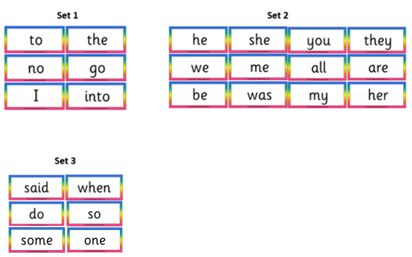 Set 1
to the
no go
I into
Set 2
he she you they
we me all are
be was my her
Set 3
said when
do so
some one